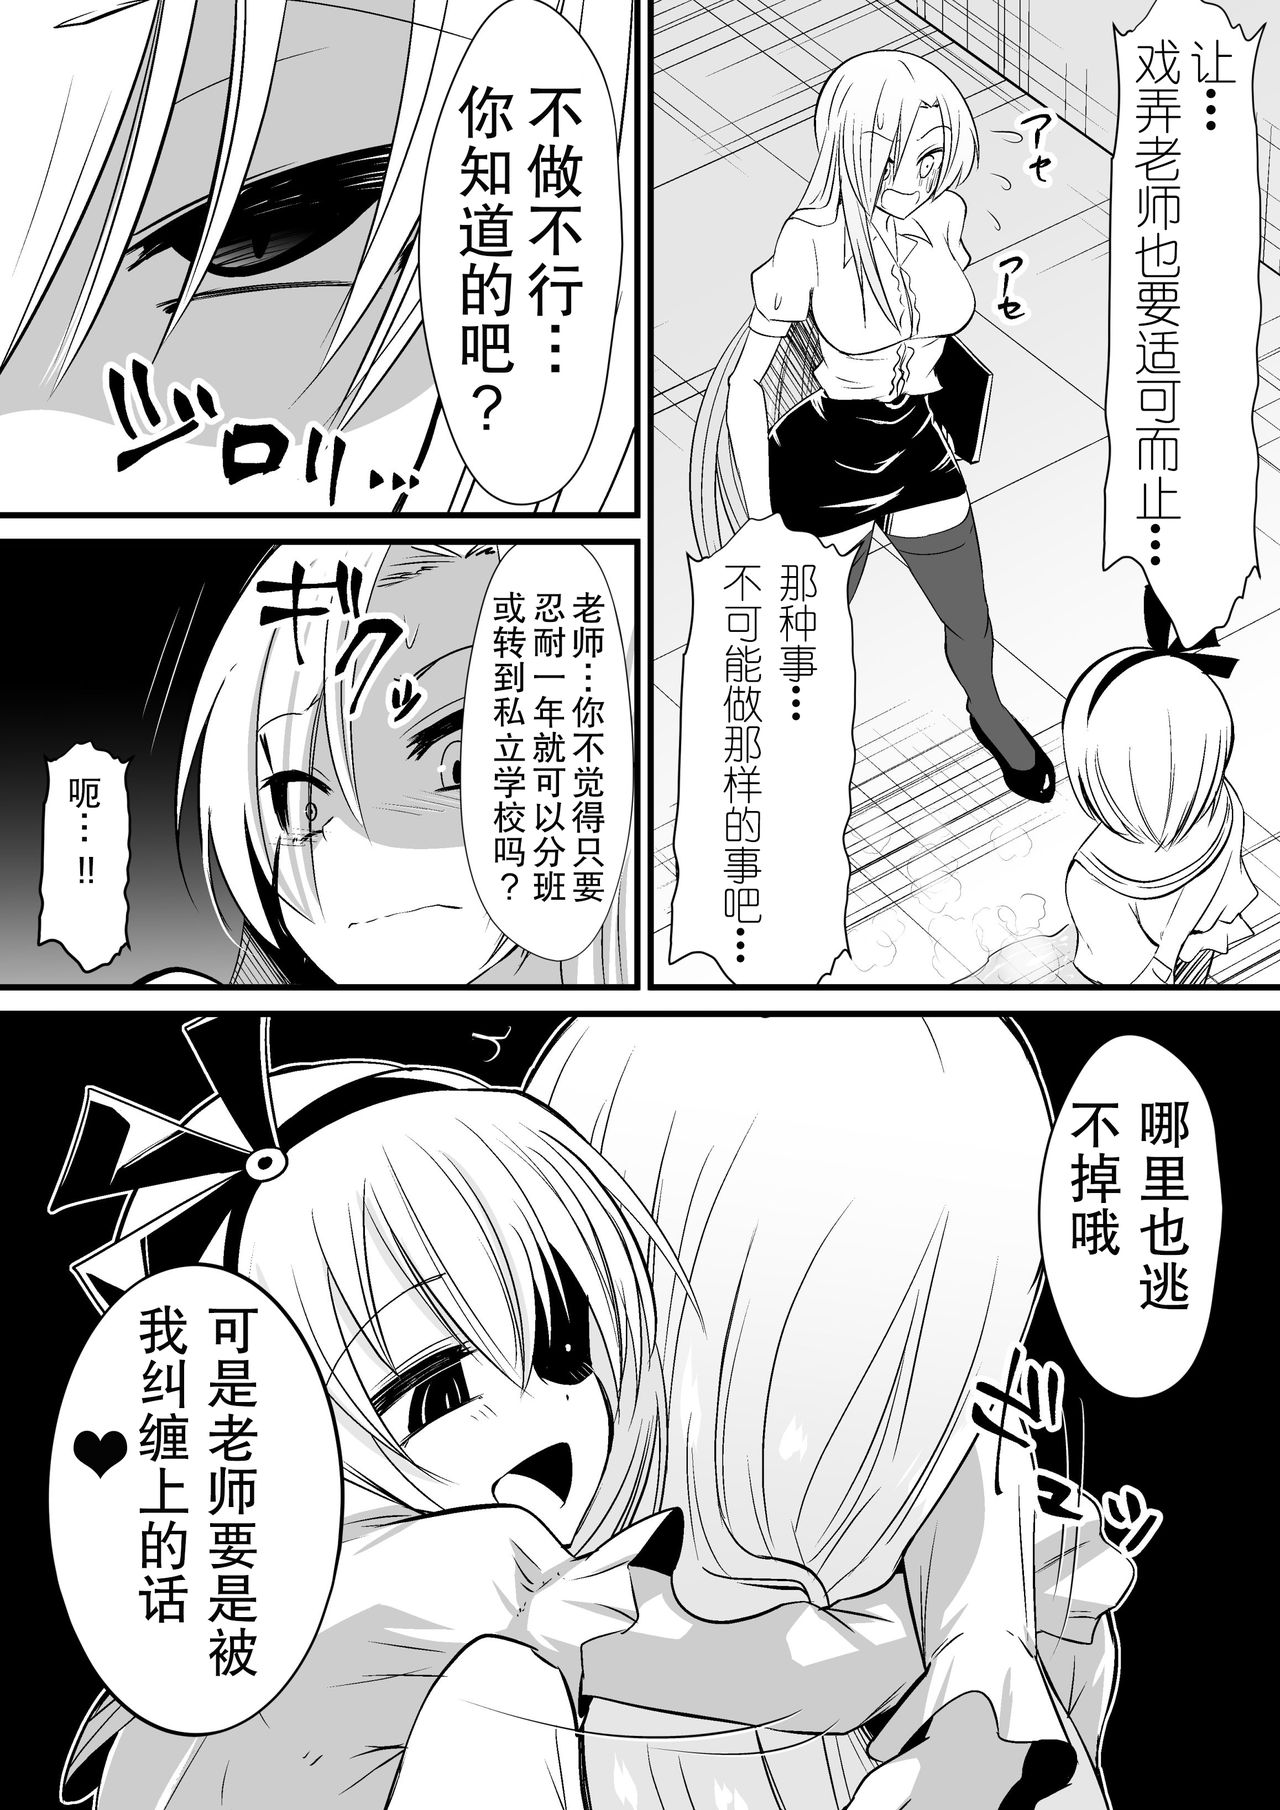 让…
戏弄老师也要适可而止…
アセ
アセ
那种事…
不可能做那样的事吧…
不做不行…
你知道的吧？
ジロリ…
老师…你不觉得只要
忍耐一年就可以分班
或转到私立学校吗？
ギクッ
呃…!!
哪里也逃
不掉哦
可是老师要是被
我纠缠上的话
♥